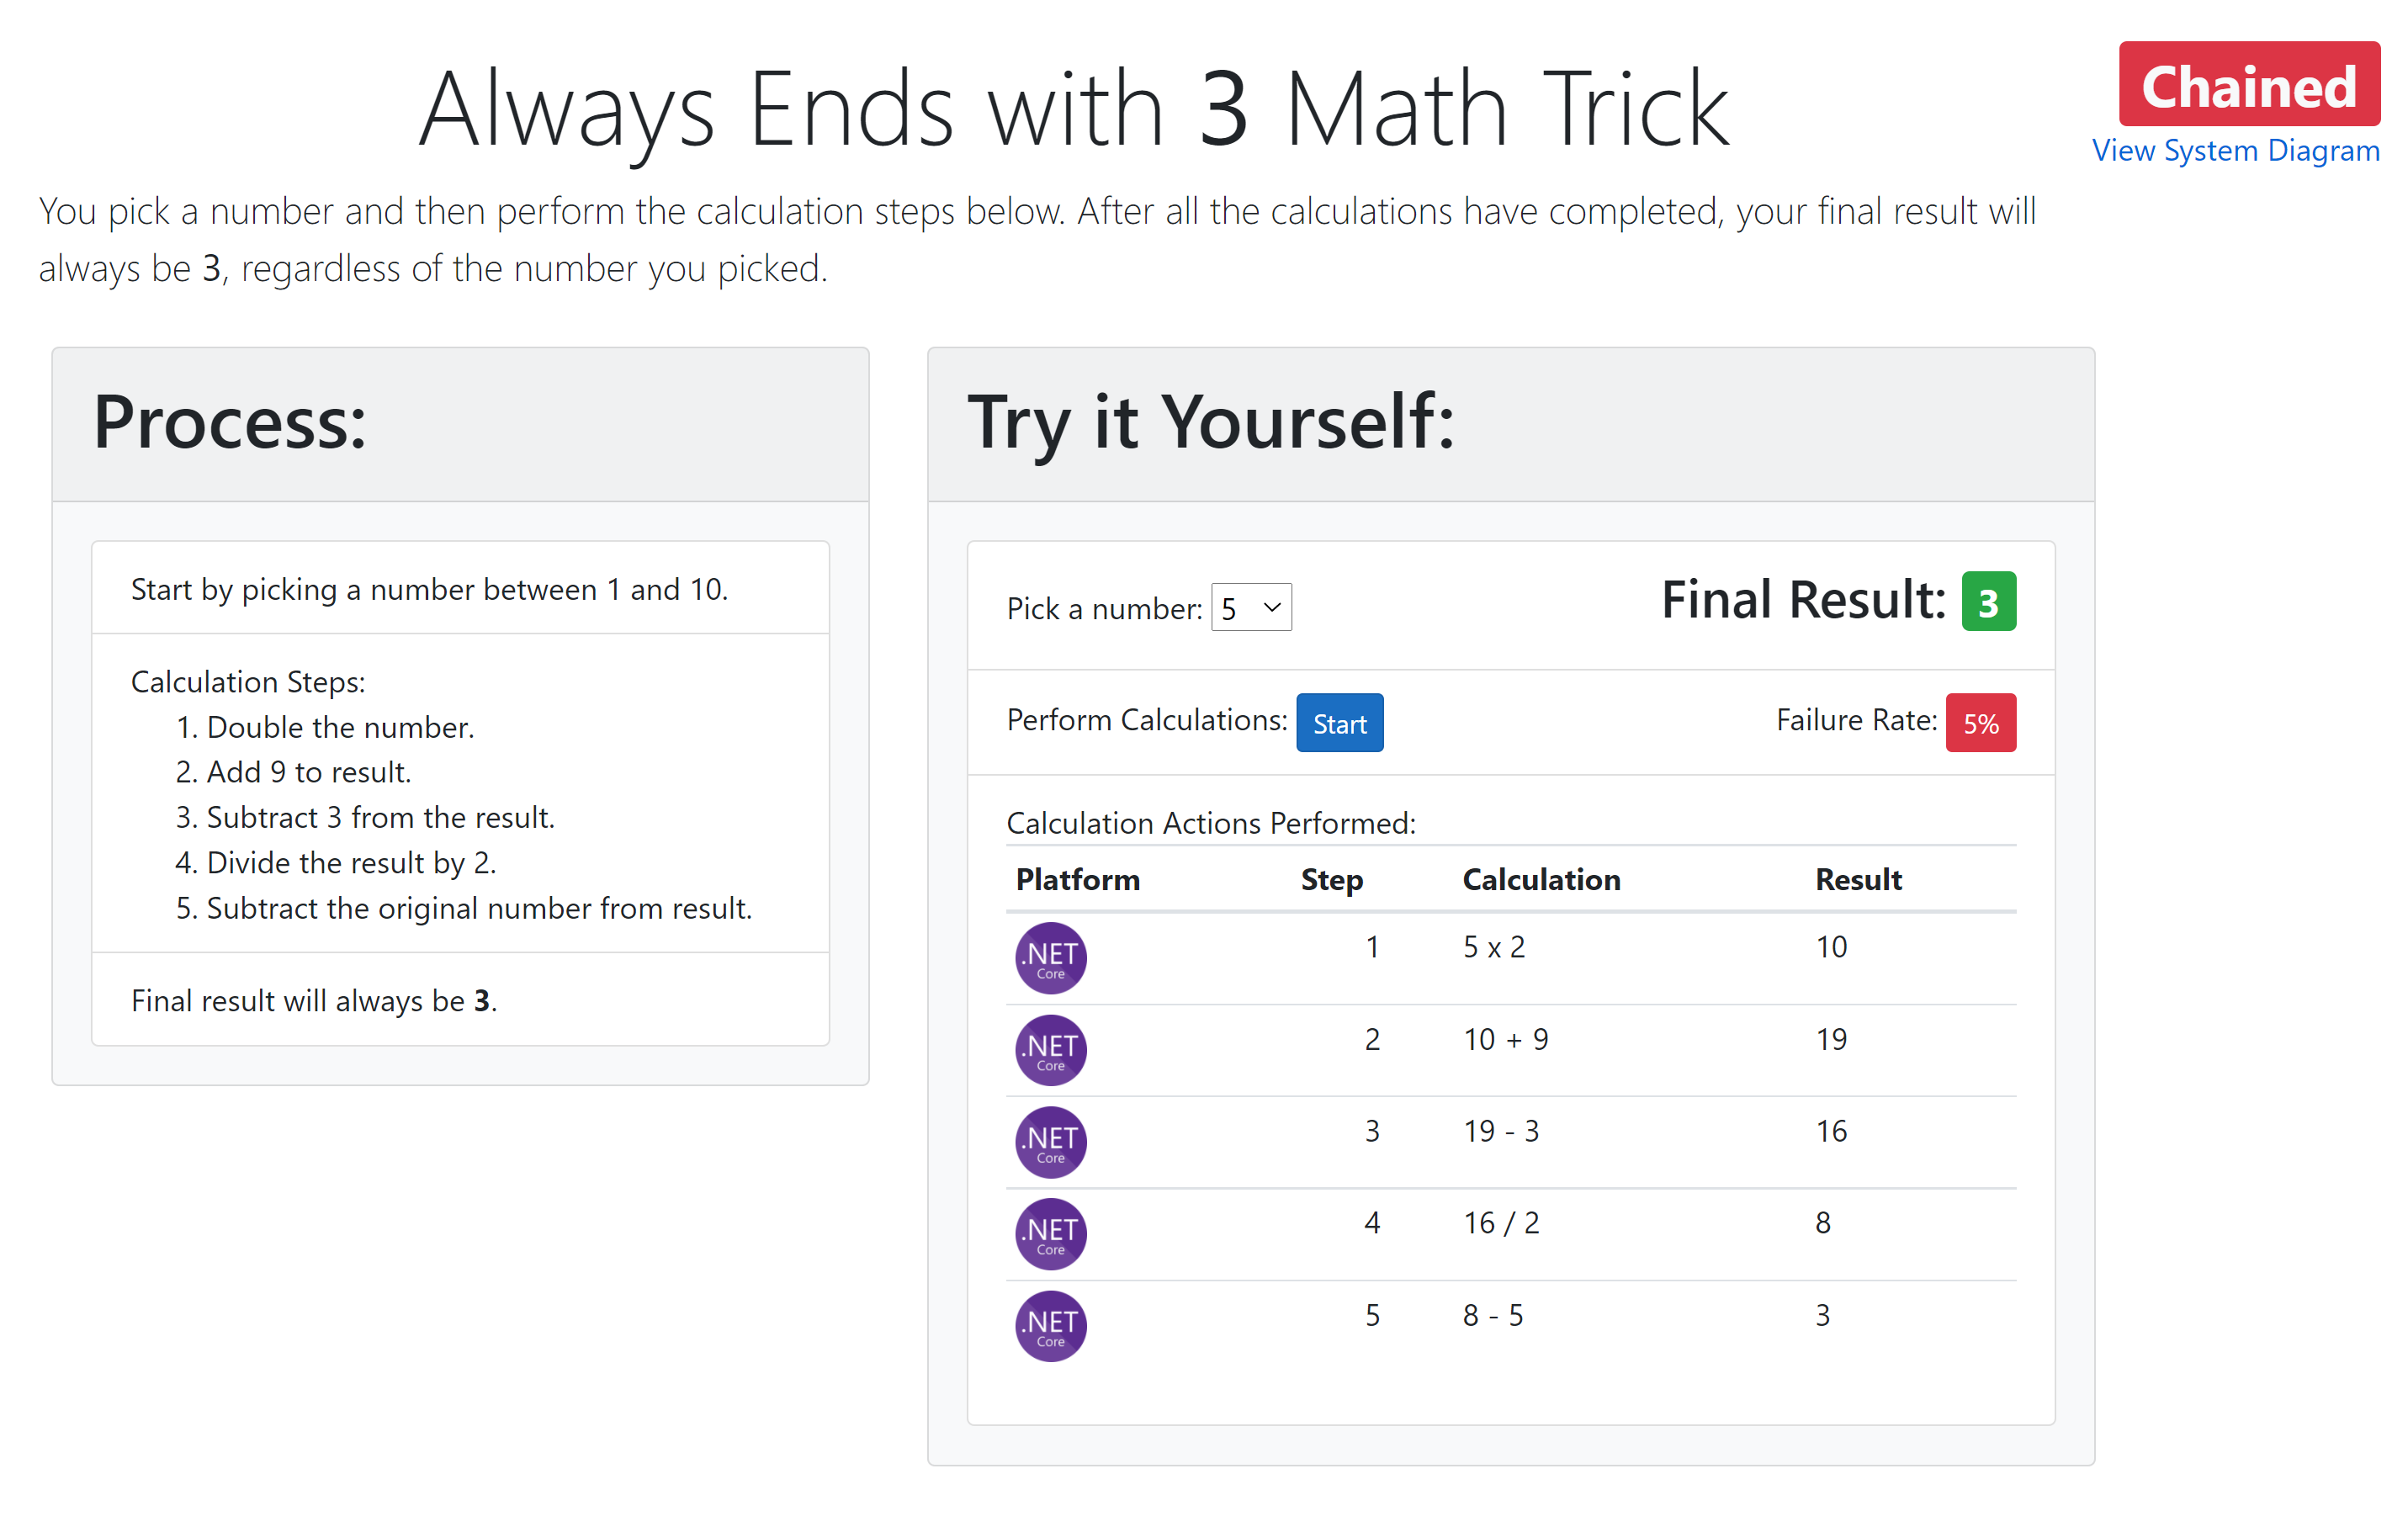 Always Ends with 3 Math Trick
Chained
View System Diagram
You pick a number and then perform the calculation steps below. After all the calculations have completed, your final result will
always be 3, regardless of the number you picked.
Process:
Start by picking a number between 1 and 10.
Calculation Steps:
1. Double the number.
2. Add 9 to result.
3. Subtract 3 from the result.
4. Divide the result by 2.
5. Subtract the original number from result.
Final result will always be 3.
Try it Yourself:
Pick a number: 5 Final Result: 3
Perform Calculations: Start Failure Rate: 5%
Calculation Actions Performed:
Platform Step Calculation Result
.NET Core 1 5 x 2 10
.NET Core 2 10 + 9 19
.NET Core 3 19 - 3 16
.NET Core 4 16 / 2 8
.NET Core 5 8 - 5 3